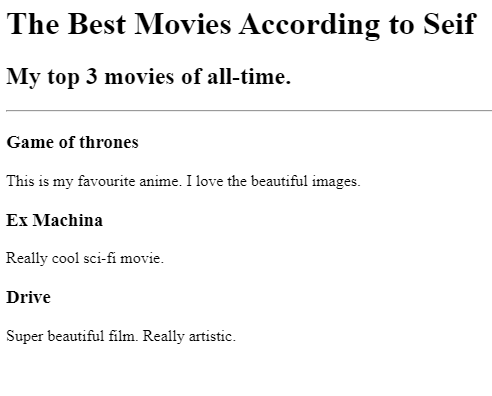 The Best Movies According to Seif
My top 3 movies of all-time.
Game of thrones
This is my favourite anime. I love the beautiful images.
Ex Machina
Really cool sci-fi movie.
Drive
Super beautiful film. Really artistic.